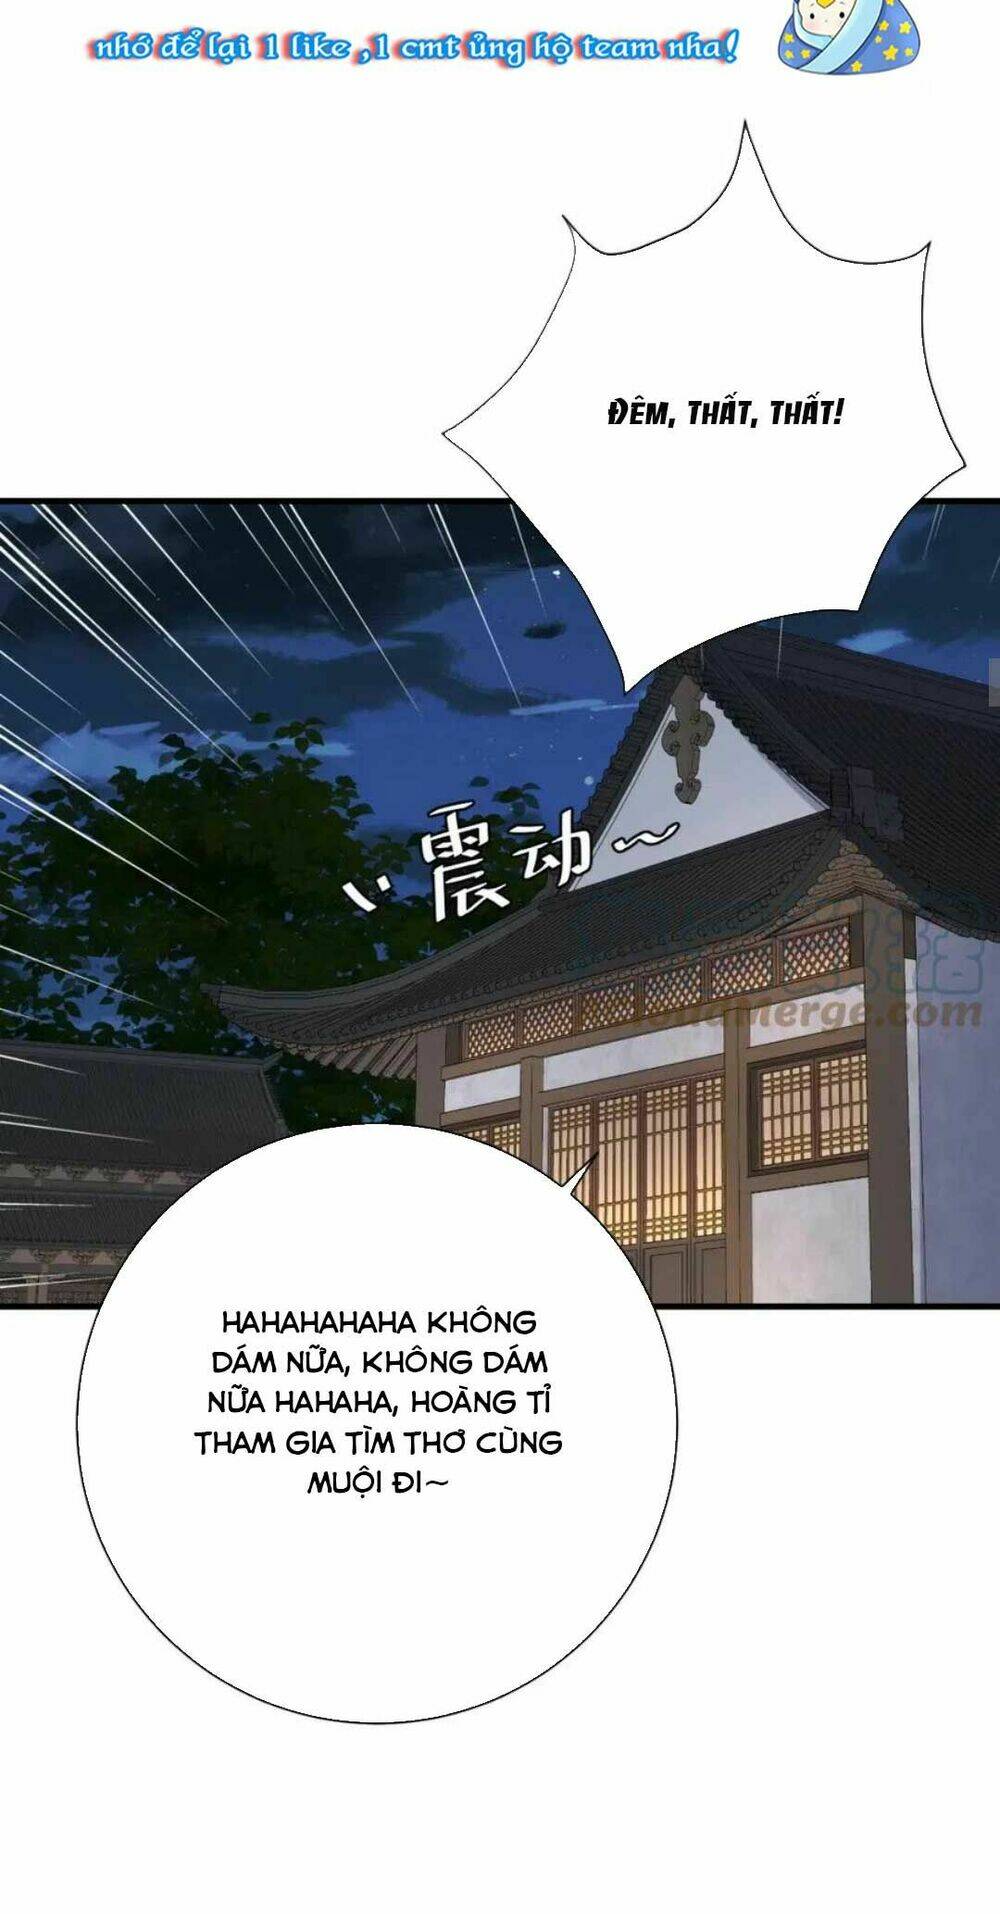 nhớ để lại 1 like ,1 cmt ủng hộ team nha!
ĐÊM, THẤT, THẤT!
震动~
HAHAHAHAHA KHÔNG
DÁM NỮA, KHÔNG DÁM
NỮA HAHAHA, HOÀNG TỈ
THAM GIA TÌM THƠ CÙNG
MUỘI ĐI~